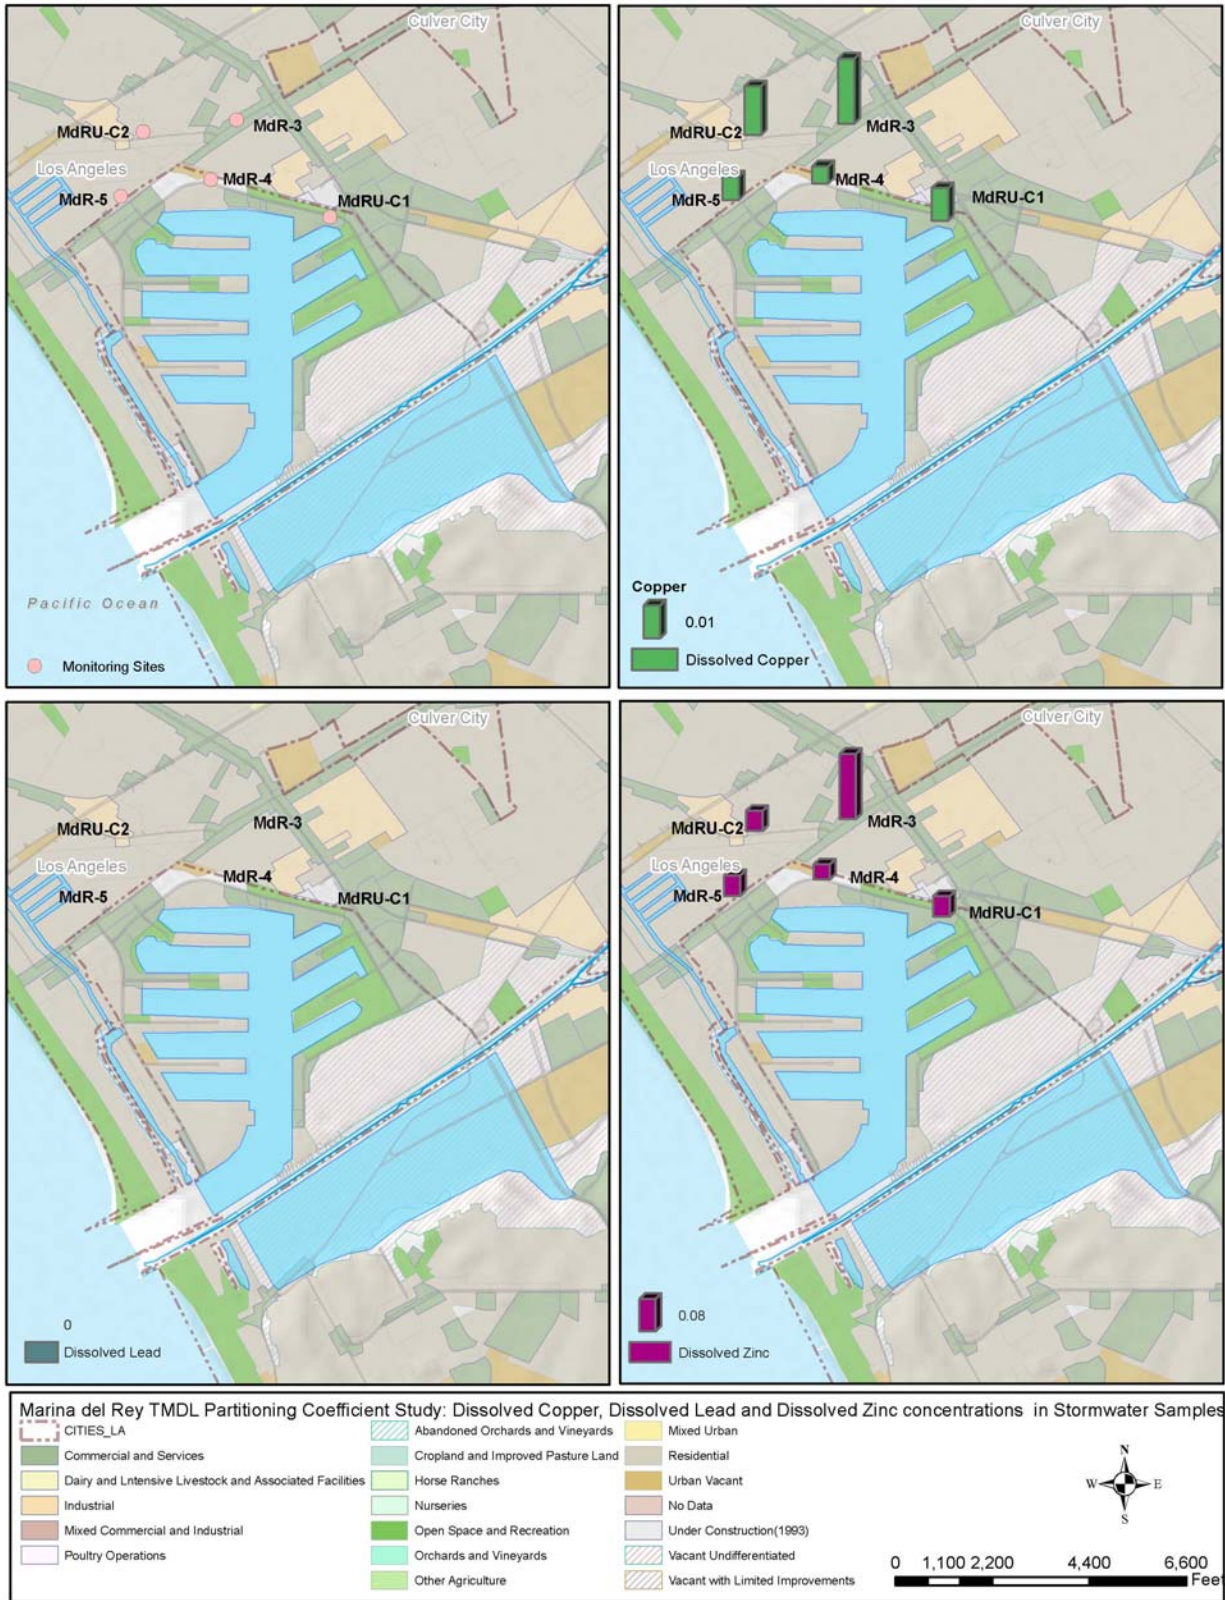 Culver City
MdRU-C2
MdR-3
Los Angeles
MdR-4
MdR-5
MdRU-C1
Pacific Ocean
Monitoring Sites
Culver City
MdRU-C2
MdR-3
Los Angeles
MdR-4
MdR-5
MdRU-C1
Copper
0.01
Dissolved Copper
Culver City
MdRU-C2
MdR-3
Los Angeles
MdR-4
MdR-5
MdRU-C1
0
Dissolved Lead
Culver City
MdRU-C2
MdR-3
Los Angeles
MdR-4
MdR-5
MdRU-C1
0.08
Dissolved Zinc
Marina del Rey TMDL Partitioning Coefficient Study: Dissolved Copper, Dissolved Lead and Dissolved Zinc concentrations in Stormwater Samples
CITIES_LA
Commercial and Services
Dairy and Lntensive Livestock and Associated Facilities
Industrial
Mixed Commercial and Industrial
Poultry Operations
Abandoned Orchards and Vineyards
Cropland and Improved Pasture Land
Horse Ranches
Nurseries
Open Space and Recreation
Orchards and Vineyards
Other Agriculture
Mixed Urban
Residential
Urban Vacant
No Data
Under Construction(1993)
Vacant Undifferentiated
Vacant with Limited Improvements
N
W E
S
0 1,100 2,200 4,400 6,600
Feet